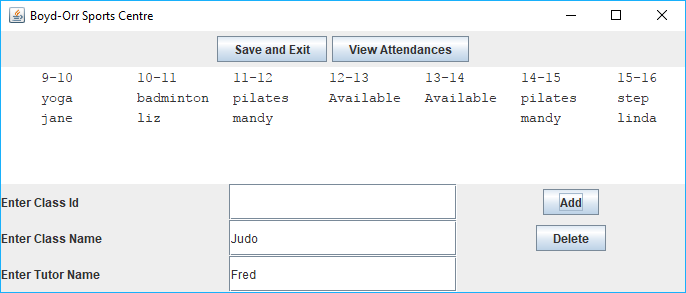 Boyd-Orr Sports Centre
Save and Exit View Attendances
9-10 10-11 11-12 12-13 13-14 14-15 15-16
yoga badminton pilates Available Available pilates step
jane liz mandy mandy linda
Enter Class Id Add
Enter Class Name Judo Delete
Enter Tutor Name Fred